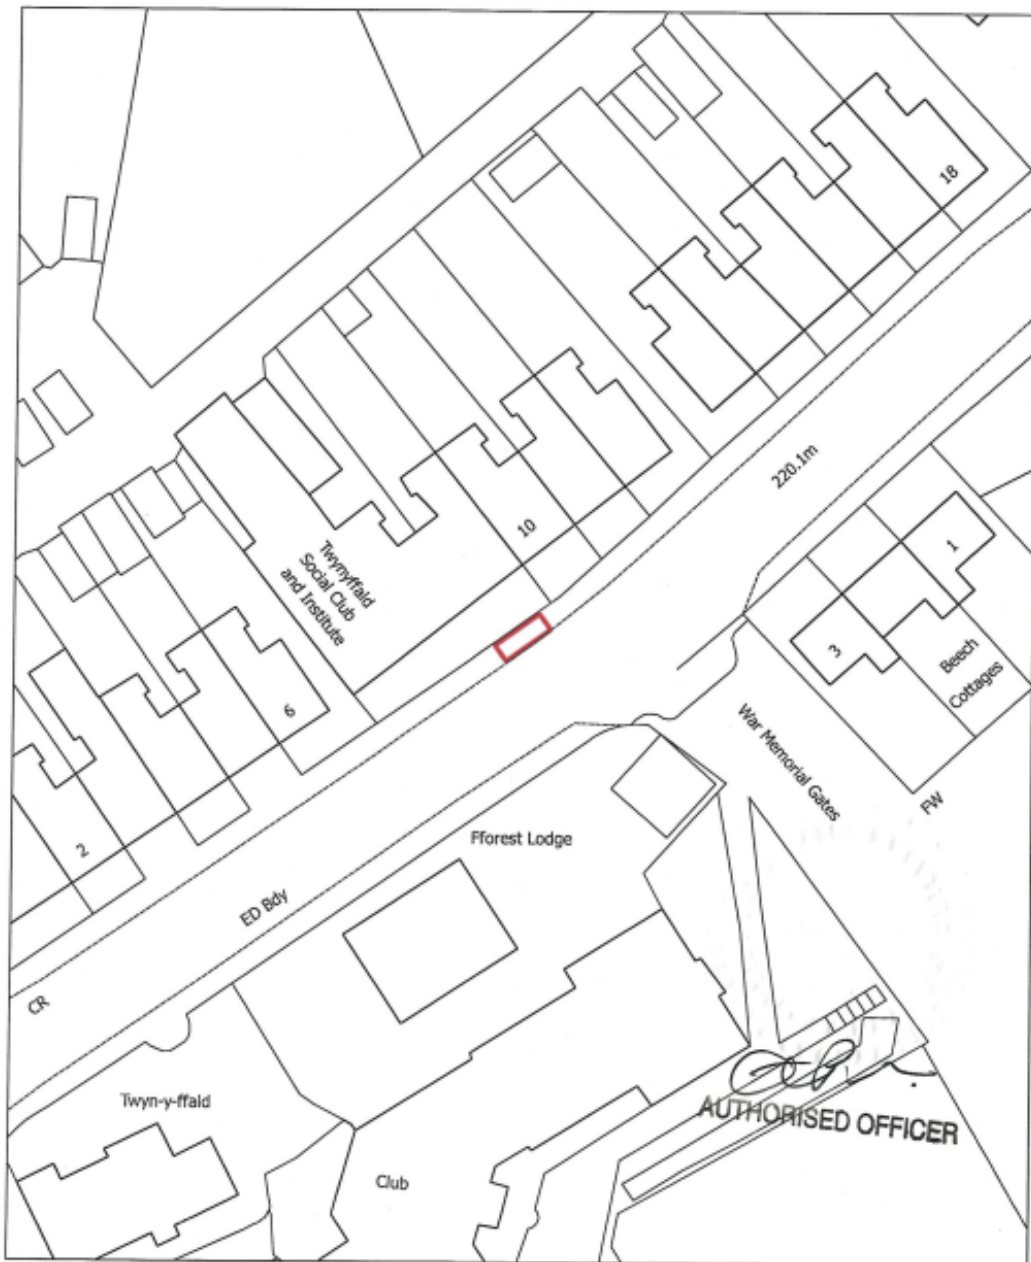 18
220.1m
10
Twynyffald
Social Club
and Institute
1
3
Beech
Cottages
6
War Memorial Gates
FW
2
Fforest Lodge
ED Bdy
CR
Twyn-y-ffald
Club
AUTHORISED OFFICER